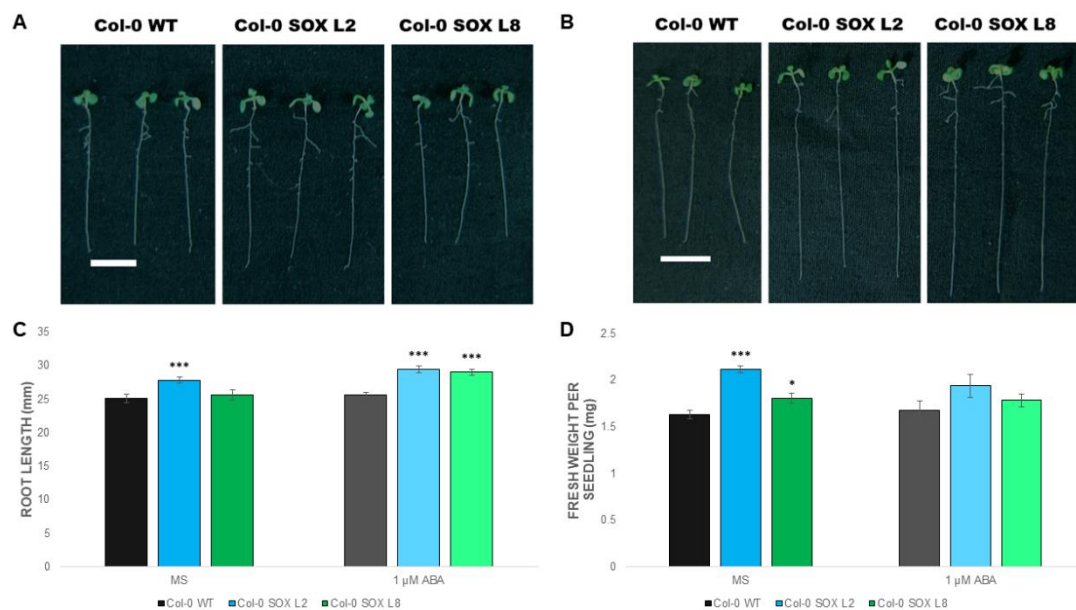 A
Col-0 WT
Col-0 SOX L2
Col-0 SOX L8
B
Col-0 WT
Col-0 SOX L2
Col-0 SOX L8
C
ROOT LENGTH (mm)
35
30
25
20
15
10
5
0
***
***
***
MS
1 µM ABA
Col-0 WT
Col-0 SOX L2
Col-0 SOX L8
D
FRESH WEIGHT PER
SEEDLING (mg)
2.5
2
1.5
1
0.5
0
***
*
MS
1 µM ABA
Col-0 WT
Col-0 SOX L2
Col-0 SOX L8